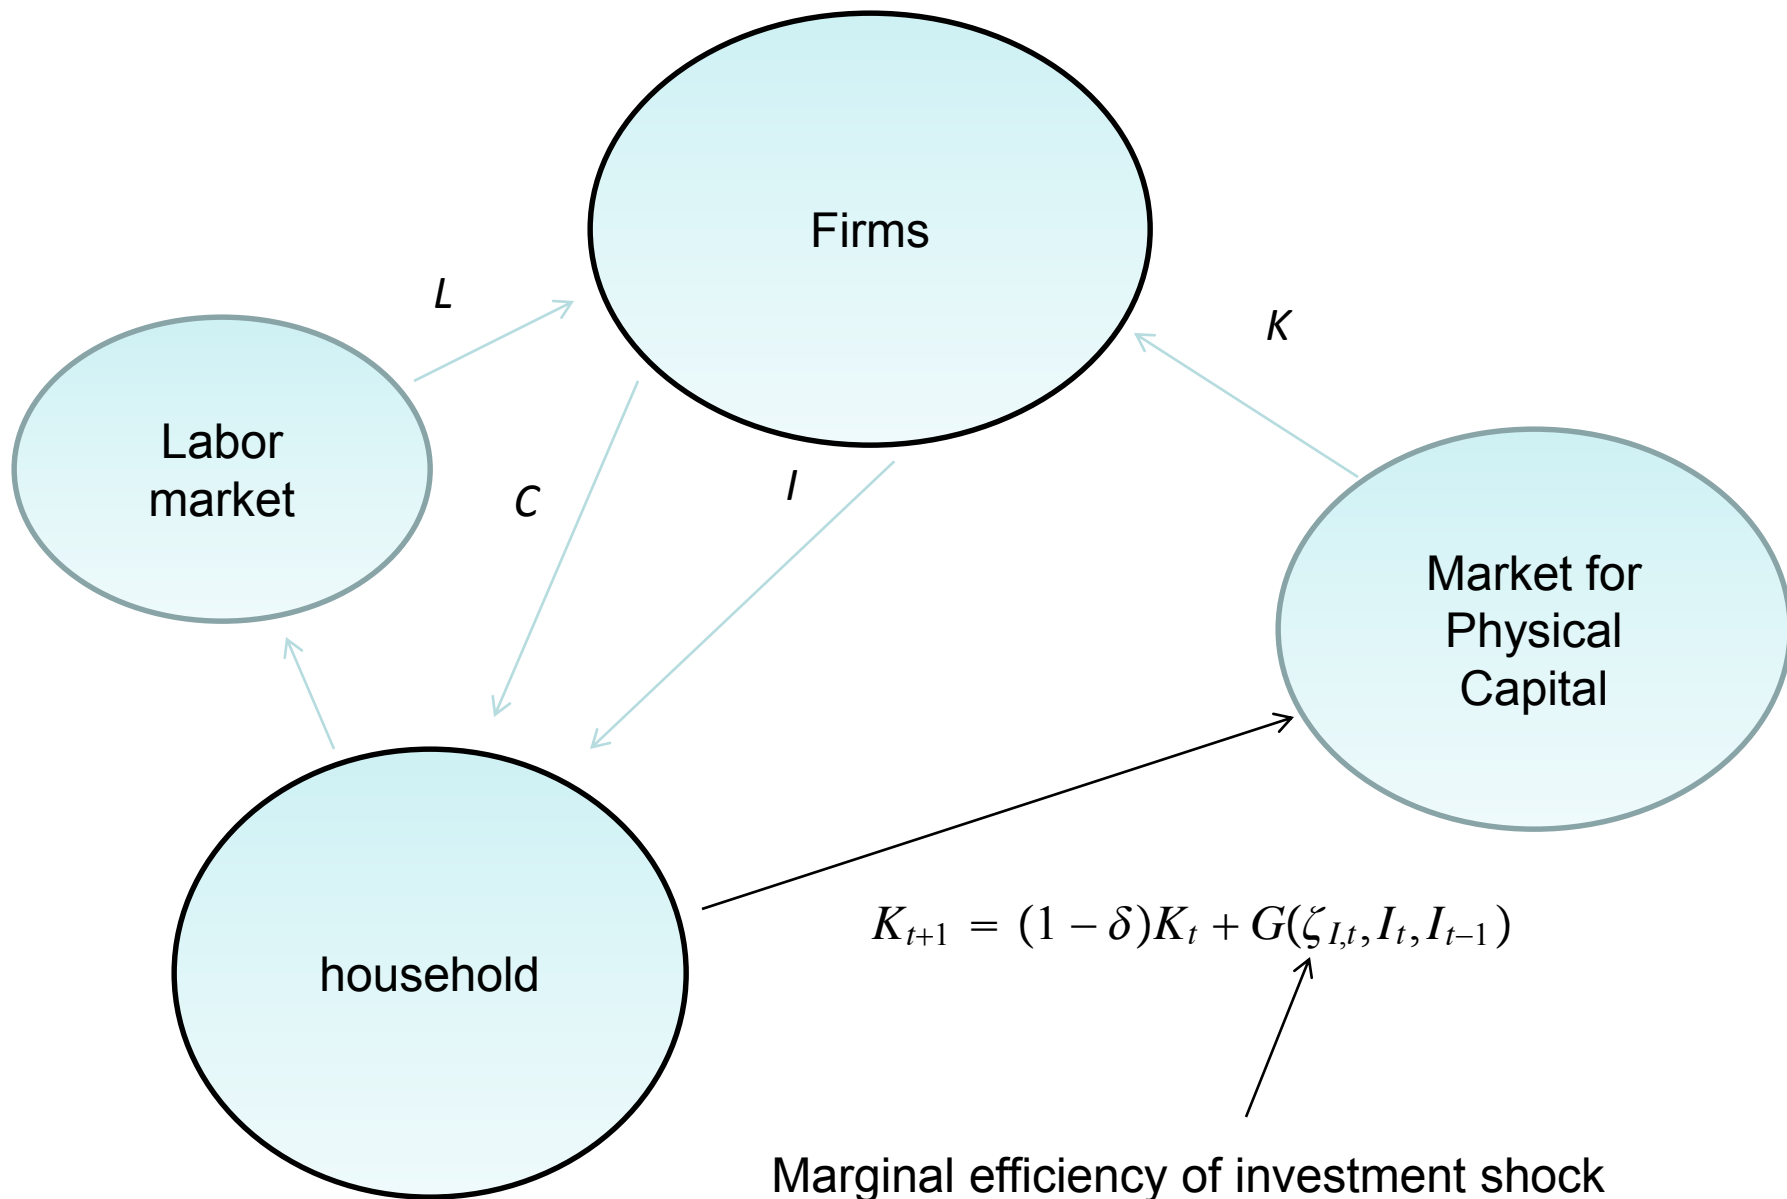 Firms
L
K
Labor
market
C
I
Market for
Physical
Capital
household
K_{t+1} = (1 − δ)K_t + G(ζ_{I,t}, I_t, I_{t−1})
Marginal efficiency of investment shock